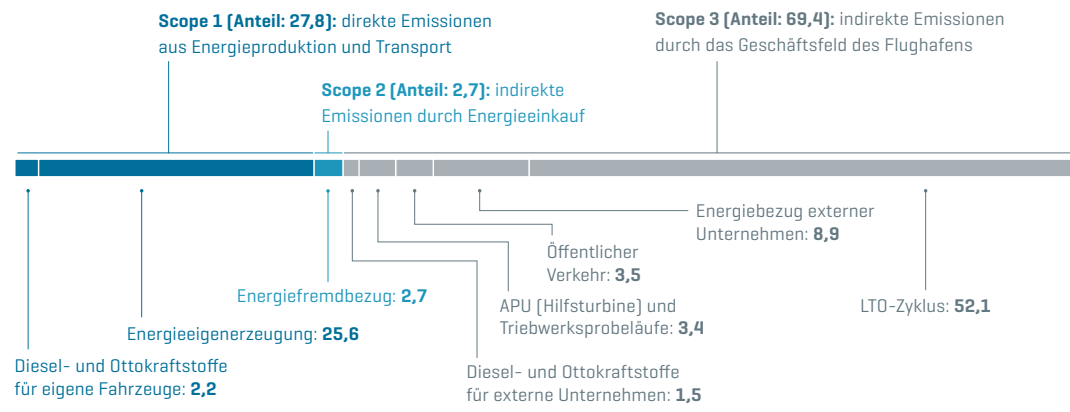 Scope 1 (Anteil: 27,8): direkte Emissionen
aus Energieproduktion und Transport
Scope 3 (Anteil: 69,4): indirekte Emissionen
durch das Geschäftsfeld des Flughafens
Scope 2 (Anteil: 2,7): indirekte
Emissionen durch Energieeinkauf
Energiebezug externer
Unternehmen: 8,9
Öffentlicher
Verkehr: 3,5
Energiefremdbezug: 2,7
APU (Hilfsturbine) und
Triebwerksprobeläufe: 3,4
LTO-Zyklus: 52,1
Energieeigenerzeugung: 25,6
Diesel- und Ottokraftstoffe
für eigene Fahrzeuge: 2,2
Diesel- und Ottokraftstoffe
für externe Unternehmen: 1,5